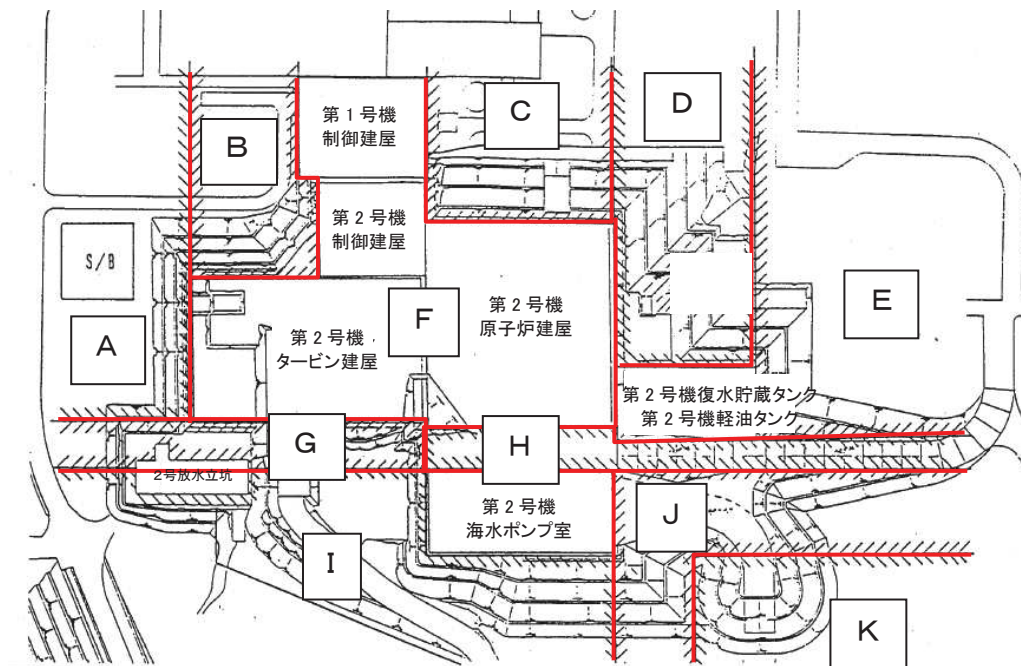 第１号機
制御建屋
C
D
B
第２号機
制御建屋
S/B
E
F
第２号機
原子炉建屋
A
第２号機
タービン建屋
第２号機復水貯蔵タンク
第２号機軽油タンク
G
H
2号放水立坑
第２号機
海水ポンプ室
J
I
K